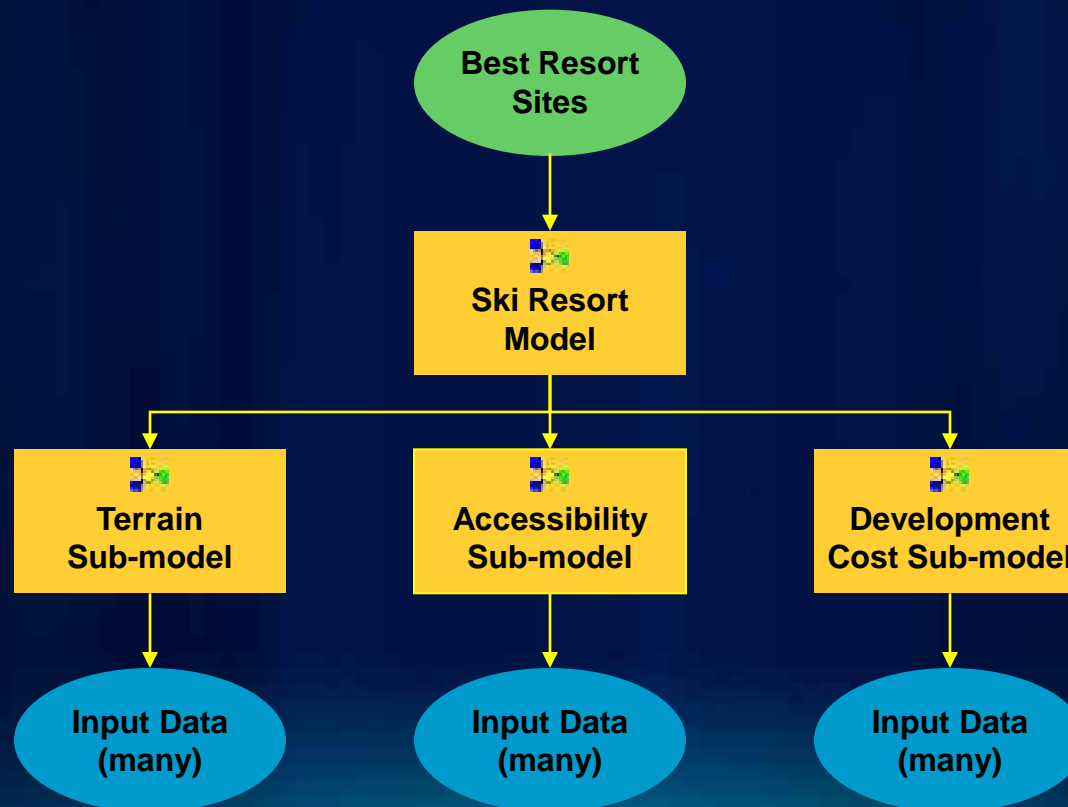 Best Resort
Sites
Ski Resort
Model
Terrain
Sub-model
Accessibility
Sub-model
Development
Cost Sub-model
Input Data
(many)
Input Data
(many)
Input Data
(many)